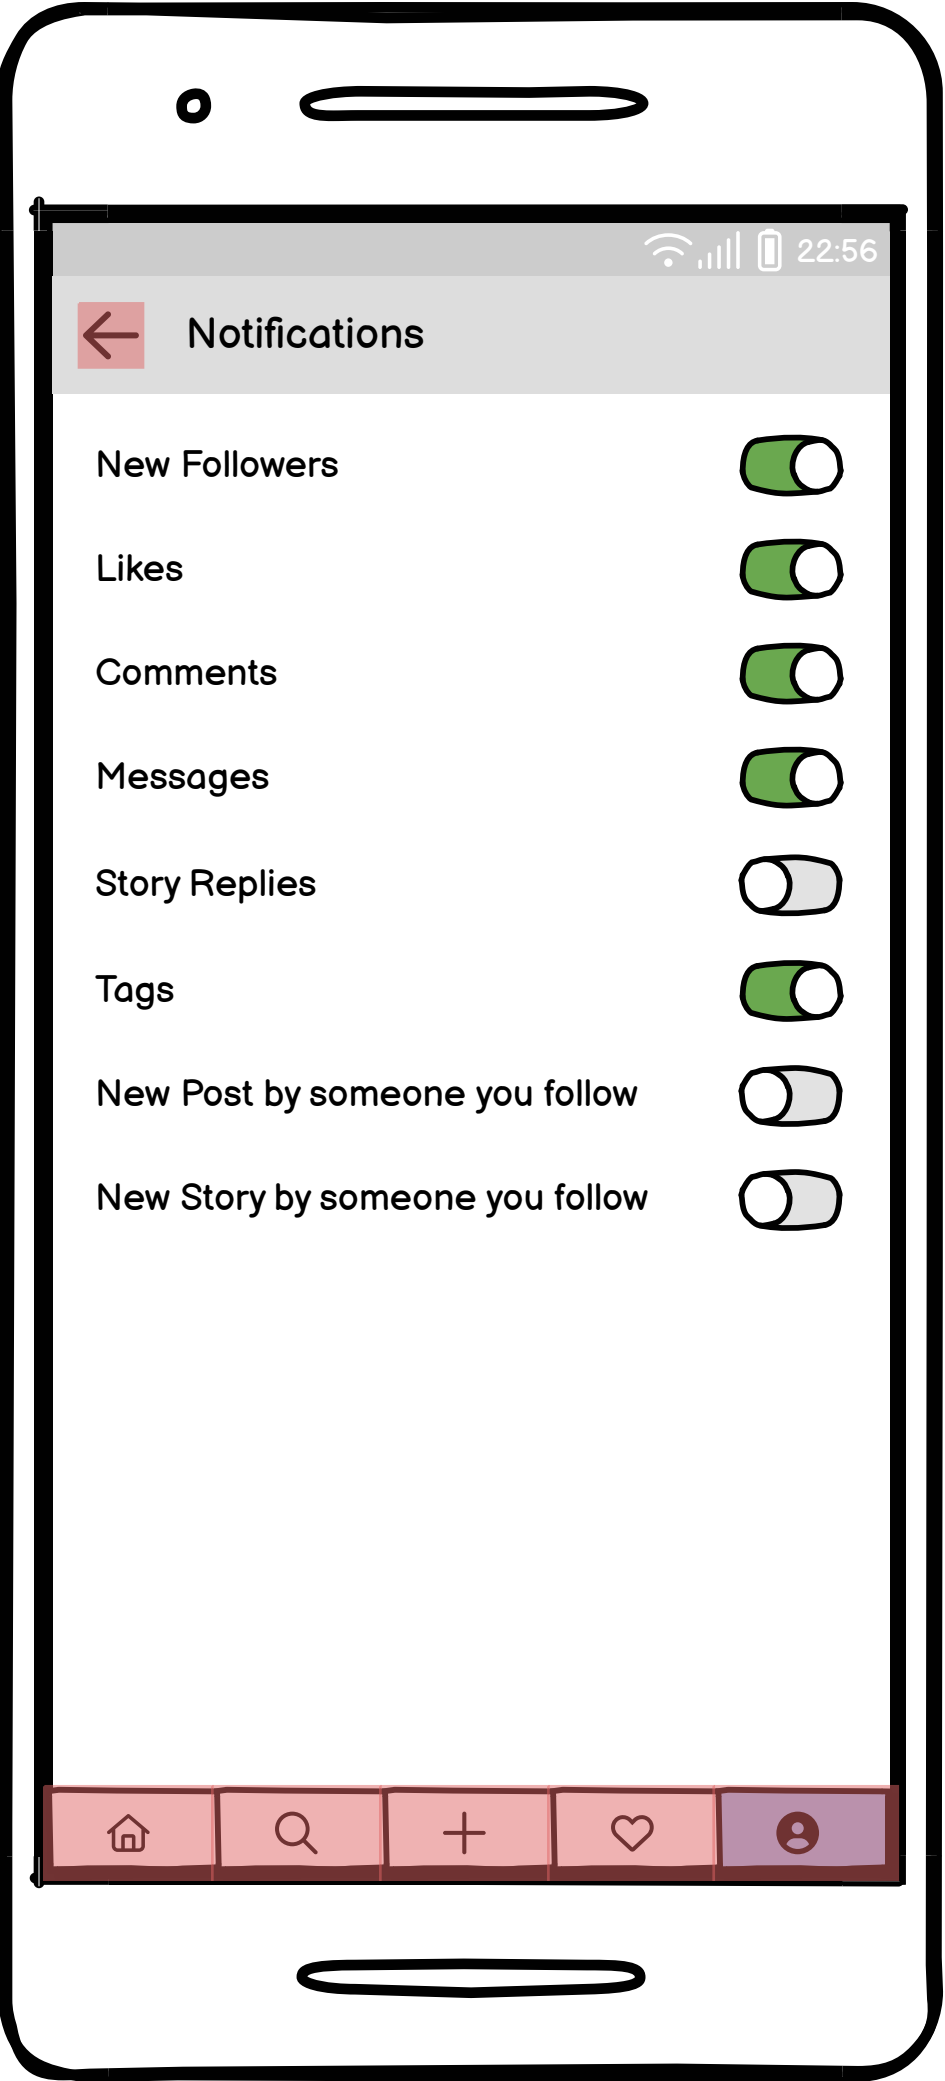 22:56
Notifications
New Followers
Likes
Comments
Messages
Story Replies
Tags
New Post by someone you follow
New Story by someone you follow